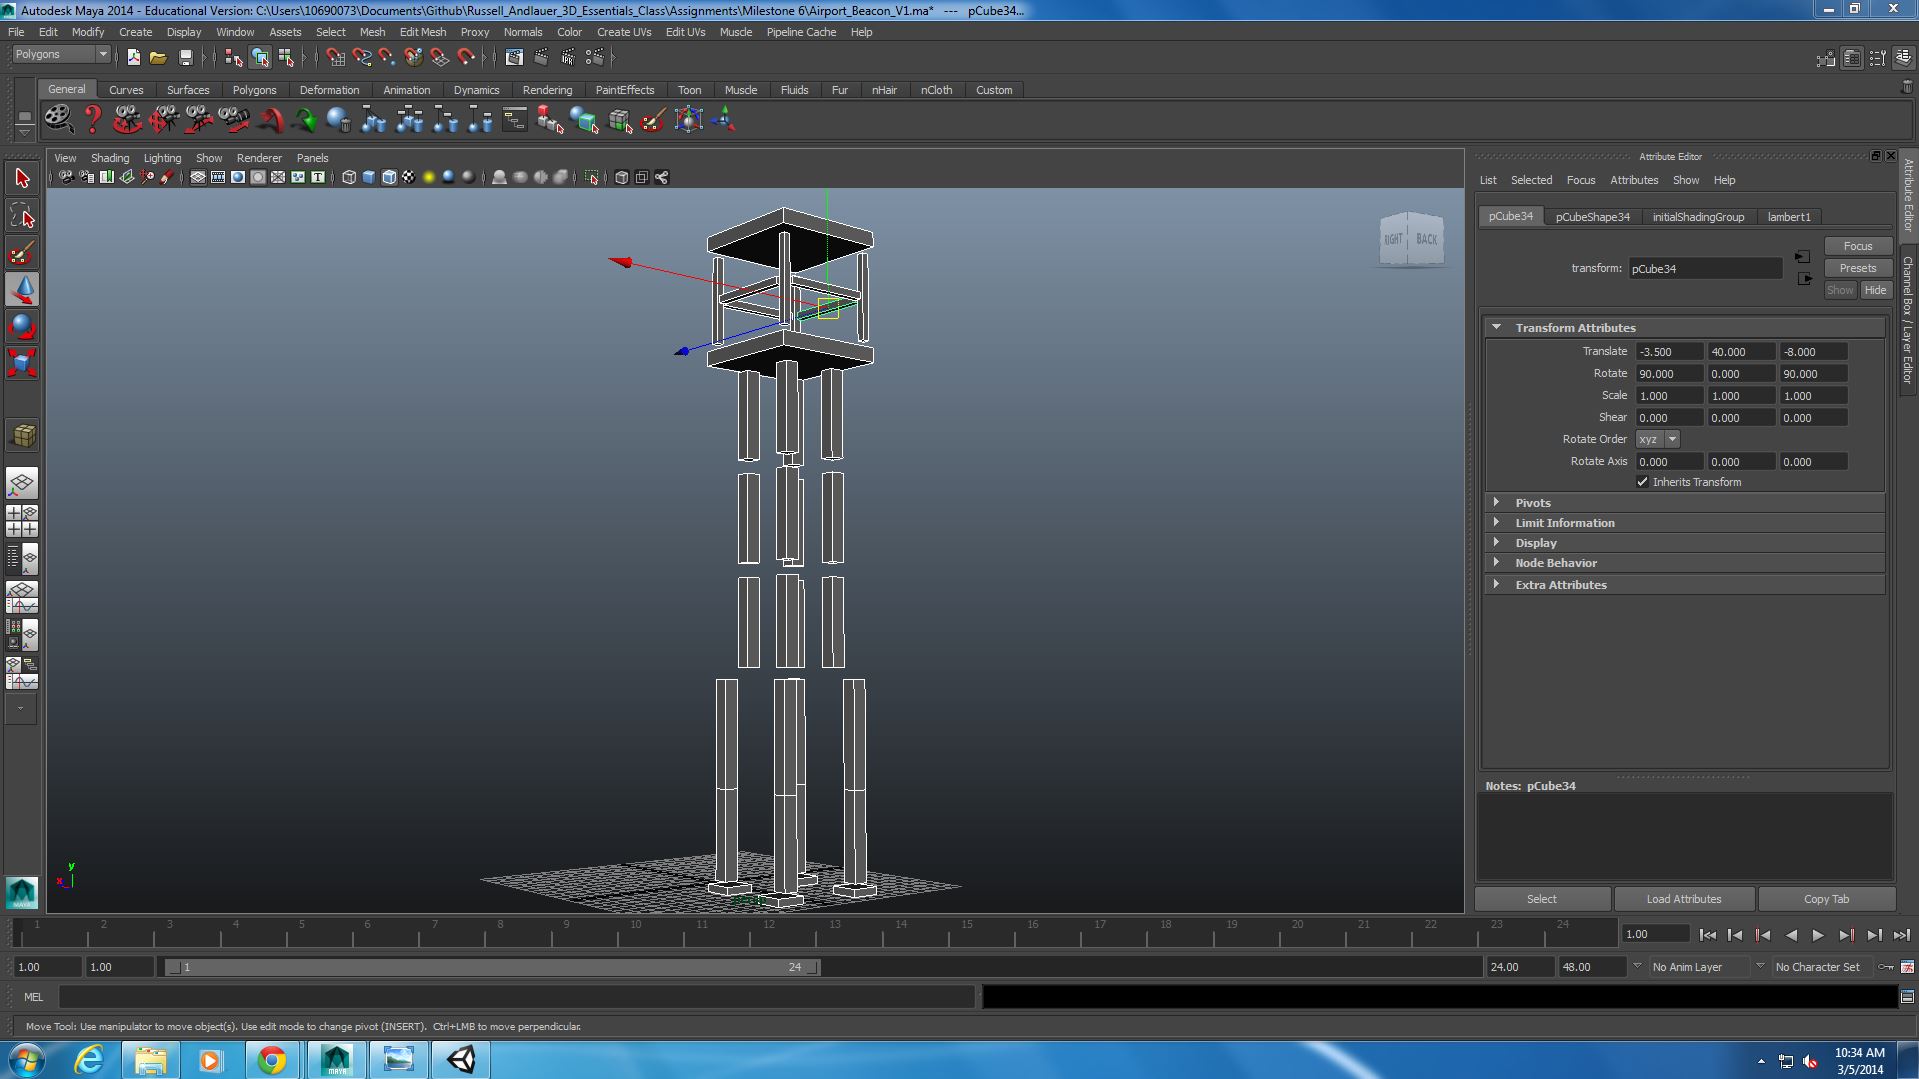 Autodesk Maya 2014 - Educational Version: C:\Users\10690073\Documents\Github\Russell_Andlauer_3D_Essentials_Class\Assignments\Milestone 6\Airport_Beacon_V1.ma* --- pCube34...
File Edit Modify Create Display Window Assets Select Mesh Edit Mesh Proxy Normals Color Create UVs Edit UVs Muscle Pipeline Cache Help
Polygons
General Curves Surfaces Polygons Deformation Animation Dynamics Rendering PaintEffects Toon Muscle Fluids Fur nHair nCloth Custom
View Shading Lighting Show Renderer Panels
RIGHT BACK
y
x
Attribute Editor
List Selected Focus Attributes Show Help
pCube34 pCubeShape34 initialShadingGroup lambert1
Focus
transform: pCube34
Presets
Show Hide
Transform Attributes
Translate -3.500 40.000 -8.000
Rotate 90.000 0.000 90.000
Scale 1.000 1.000 1.000
Shear 0.000 0.000 0.000
Rotate Order xyz
Rotate Axis 0.000 0.000 0.000
Inherits Transform
Pivots
Limit Information
Display
Node Behavior
Extra Attributes
Notes: pCube34
Select Load Attributes Copy Tab
Attribute Editor
Channel Box / Layer Editor
1 2 3 4 5 6 7 8 9 10 11 12 13 14 15 16 17 18 19 20 21 22 23 24 1.00
1.00 1.00 1 24 24.00 48.00 No Anim Layer No Character Set
MEL
Move Tool: Use manipulator to move object(s). Use edit mode to change pivot (INSERT). Ctrl+LMB to move perpendicular.
10:34 AM
3/5/2014